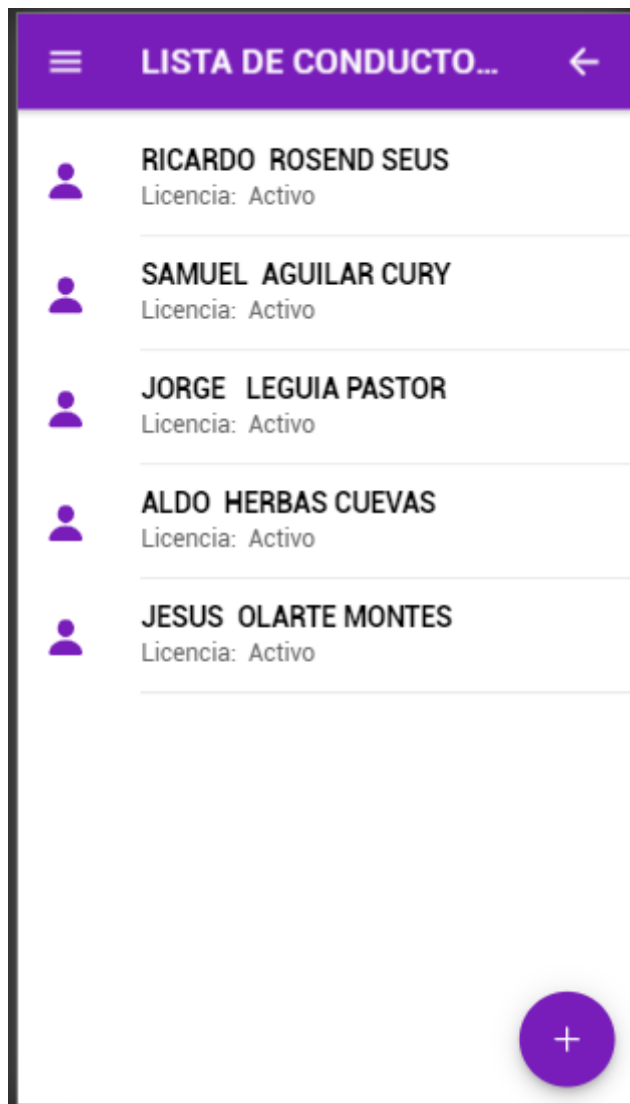 LISTA DE CONDUCTO...
RICARDO ROSEND SEUS
Licencia: Activo
SAMUEL AGUILAR CURY
Licencia: Activo
JORGE LEGUIA PASTOR
Licencia: Activo
ALDO HERBAS CUEVAS
Licencia: Activo
JESUS OLARTE MONTES
Licencia: Activo